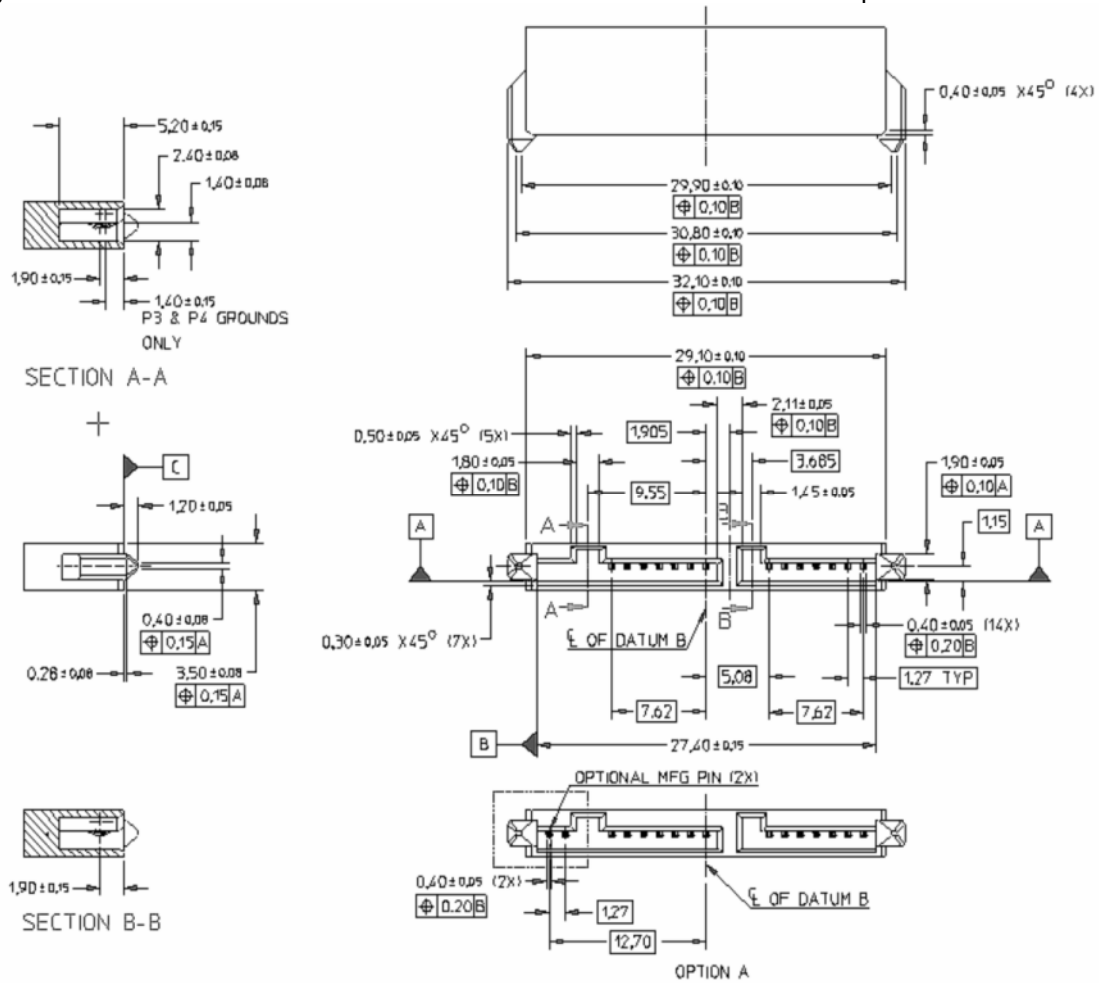 0,40±0,05 X45° (4X)
5,20±0,15
2,40±0,08
1,40±0,08
29,90±0,10
⌖ 0,10 B
30,80±0,10
⌖ 0,10 B
32,10±0,10
⌖ 0,10 B
1,90±0,15
1,40±0,15
P3 & P4 GROUNDS
ONLY
SECTION A-A
29,10±0,10
⌖ 0,10 B
2,11±0,05
⌖ 0,10 B
0,50±0,05 X45° (5X)
1,905
3,685
1,80±0,05
⌖ 0,10 B
9,55
1,45±0,05
1,90±0,05
⌖ 0,10 A
C
1,20±0,05
A
A
B
A
1,15
A
B
0,40±0,08
⌖ 0,15 A
0,30±0,05 X45° (7X)
℄ OF DATUM B
0,40±0,05 (14X)
⌖ 0,20 B
0,28±0,08
3,50±0,08
⌖ 0,15 A
5,08
1,27 TYP
7,62
7,62
B
27,40±0,15
OPTIONAL MFG PIN (2X)
1,90±0,15
SECTION B-B
0,40±0,05 (2X)
⌖ 0.20 B
1,27
℄ OF DATUM B
12,70
OPTION A